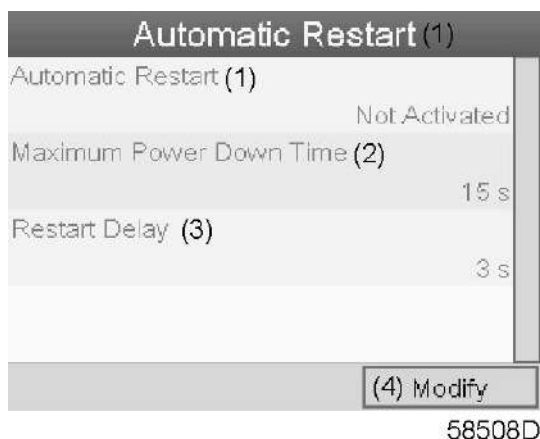 Automatic Restart (1)
Automatic Restart (1)
Not Activated
Maximum Power Down Time (2)
15 s
Restart Delay (3)
3 s
(4) Modify
58508D